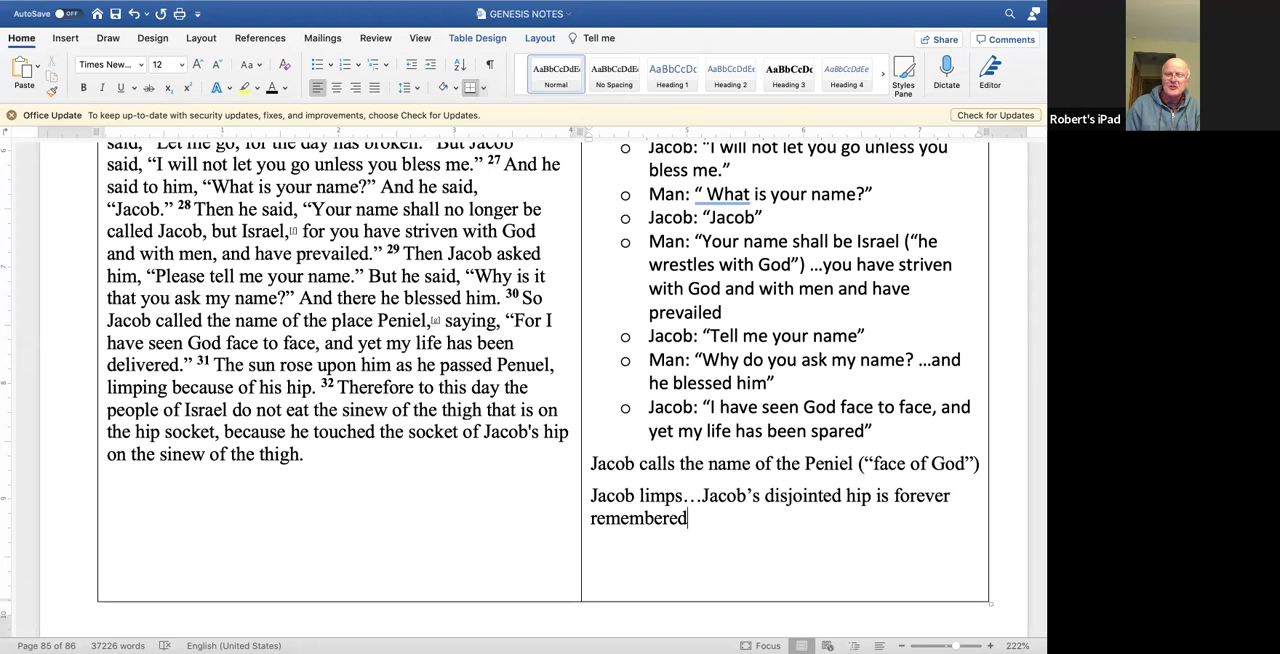 AutoSave OFF
GENESIS NOTES
Home Insert Draw Design Layout References Mailings Review View Table Design Layout Tell me
Share Comments
Paste
Times New... 12
AaBbCcDdEe AaBbCcDdEe AaBbCcDc AaBbCcDdEe AaBbCcDdE AaBbCcDdEe
Normal No Spacing Heading 1 Heading 2 Heading 3 Heading 4
Styles Pane
Dictate
Editor
Office Update To keep up-to-date with security updates, fixes, and improvements, choose Check for Updates.
Check for Updates
said, “Let me go, for the day has broken.” But Jacob
said, “I will not let you go unless you bless me.” 27 And he
said to him, “What is your name?” And he said,
“Jacob.” 28 Then he said, “Your name shall no longer be
called Jacob, but Israel,[f] for you have striven with God
and with men, and have prevailed.” 29 Then Jacob asked
him, “Please tell me your name.” But he said, “Why is it
that you ask my name?” And there he blessed him. 30 So
Jacob called the name of the place Peniel,[g] saying, “For I
have seen God face to face, and yet my life has been
delivered.” 31 The sun rose upon him as he passed Penuel,
limping because of his hip. 32 Therefore to this day the
people of Israel do not eat the sinew of the thigh that is on
the hip socket, because he touched the socket of Jacob's hip
on the sinew of the thigh.
o Jacob: “I will not let you go unless you
bless me.”
o Man: “ What is your name?”
o Jacob: “Jacob”
o Man: “Your name shall be Israel (“he
wrestles with God”) …you have striven
with God and with men and have
prevailed
o Jacob: “Tell me your name”
o Man: “Why do you ask my name? …and
he blessed him”
o Jacob: “I have seen God face to face, and
yet my life has been spared”
Jacob calls the name of the Peniel (“face of God”)
Jacob limps…Jacob’s disjointed hip is forever
remembered
Page 85 of 86 37226 words English (United States)
Focus
222%
Robert's iPad